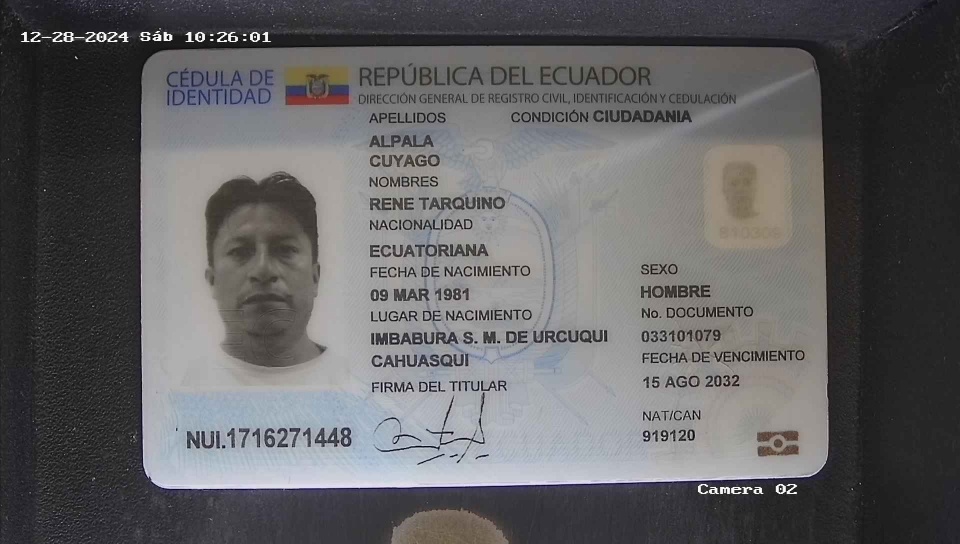 12-28-2024 Sáb 10:26:01
CÉDULA DE IDENTIDAD
REPÚBLICA DEL ECUADOR
DIRECCIÓN GENERAL DE REGISTRO CIVIL, IDENTIFICACIÓN Y CEDULACIÓN
APELLIDOS
CONDICIÓN CIUDADANIA
ALPALA
CUYAGO
NOMBRES
RENE TARQUINO
NACIONALIDAD
ECUATORIANA
FECHA DE NACIMIENTO
09 MAR 1981
LUGAR DE NACIMIENTO
IMBABURA S. M. DE URCUQUI
CAHUASQUI
FIRMA DEL TITULAR
SEXO
HOMBRE
No. DOCUMENTO
033101079
FECHA DE VENCIMIENTO
15 AGO 2032
NAT/CAN
919120
NUI.1716271448
Camera 02